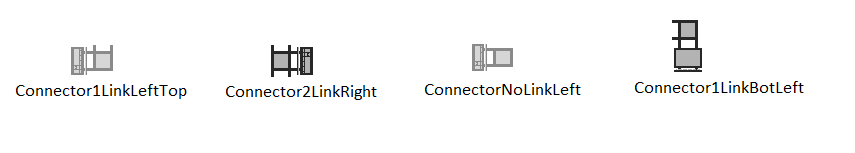 Connector1LinkLeftTop
Connector2LinkRight
ConnectorNoLinkLeft
Connector1LinkBotLeft